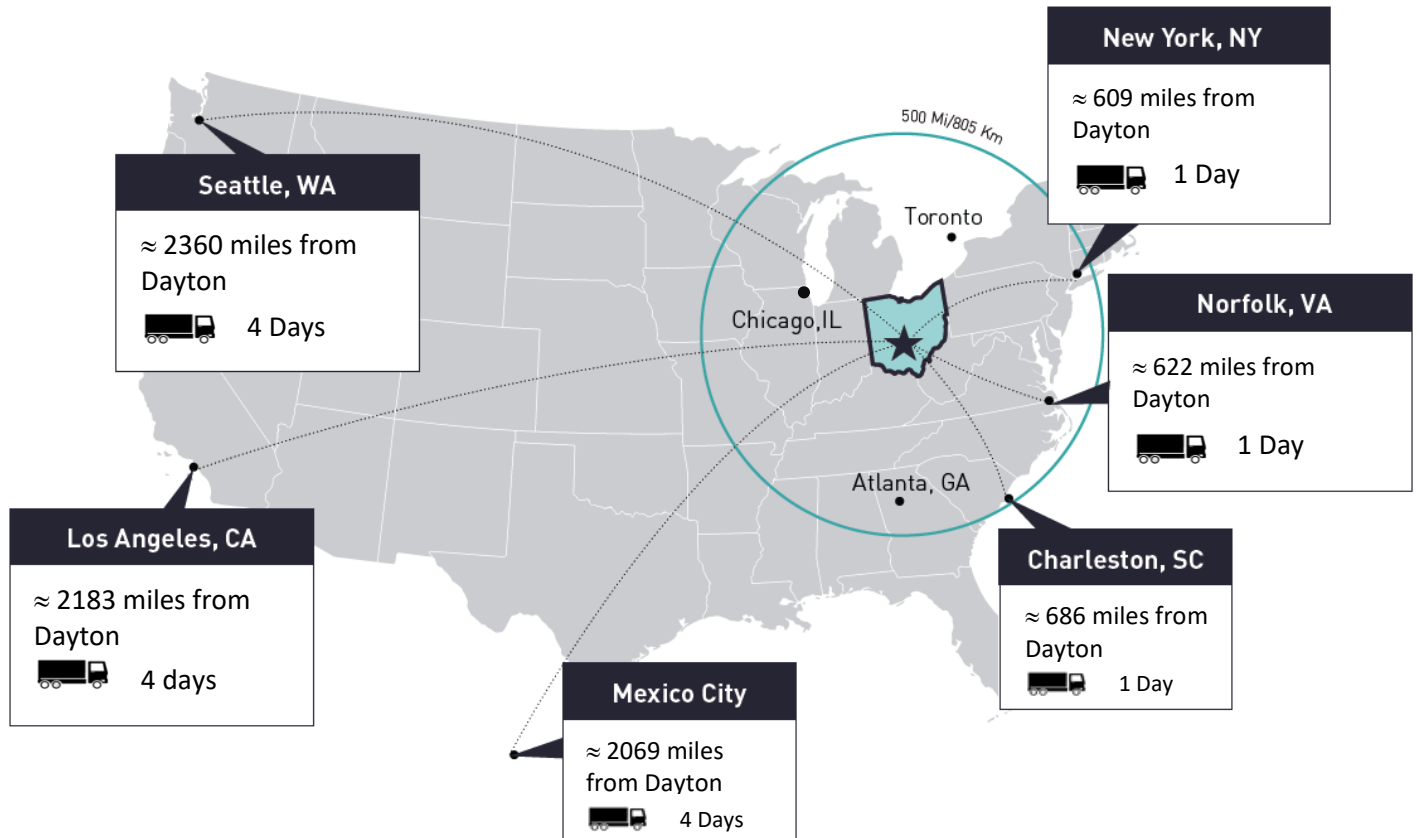 New York, NY
≈ 609 miles from
Dayton
1 Day
500 Mi/805 Km
Seattle, WA
≈ 2360 miles from
Dayton
4 Days
Toronto
Chicago,IL
Norfolk, VA
≈ 622 miles from
Dayton
1 Day
Atlanta, GA
Los Angeles, CA
≈ 2183 miles from
Dayton
4 days
Charleston, SC
≈ 686 miles from
Dayton
1 Day
Mexico City
≈ 2069 miles
from Dayton
4 Days